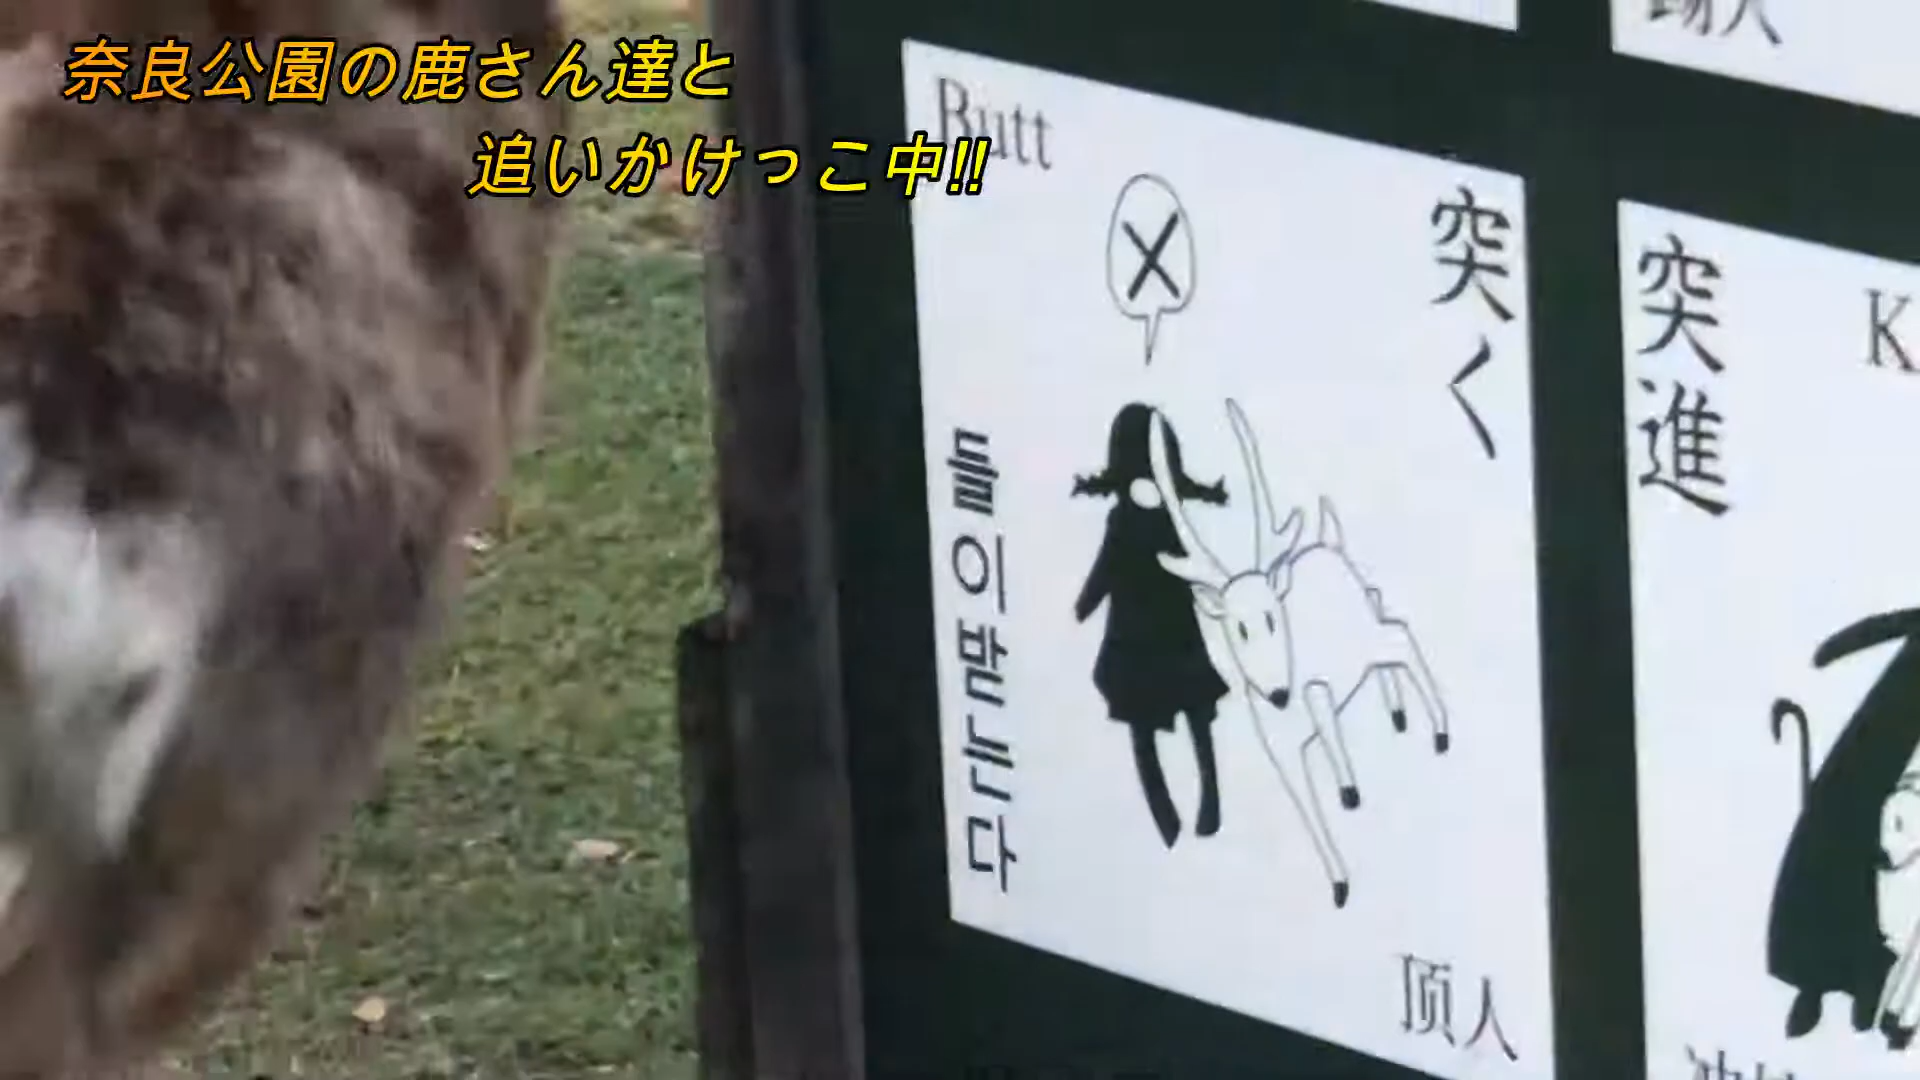 奈良公園の鹿さん達と
追いかけっこ中!!
Butt
突く
X
들이받는다
顶人
突進
K